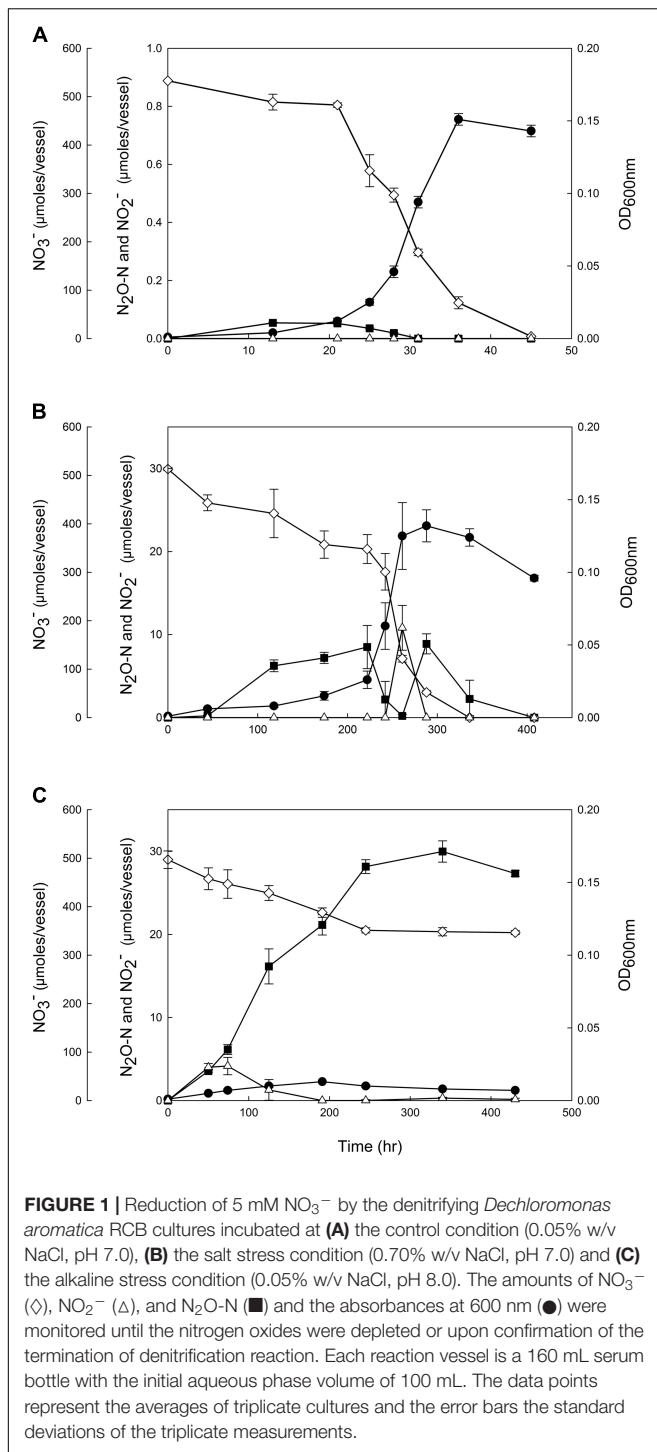 A
600
500
400
300
200
100
0
NO₃⁻ (μmoles/vessel)
1.0
0.8
0.6
0.4
0.2
0.0
N₂O-N and NO₂⁻ (μmoles/vessel)
0.20
0.15
0.10
0.05
0.00
OD600nm
0 10 20 30 40 50
B
600
500
400
300
200
100
0
NO₃⁻ (μmoles/vessel)
30
20
10
0
N₂O-N and NO₂⁻ (μmoles/vessel)
0.20
0.15
0.10
0.05
0.00
OD600nm
0 100 200 300 400
C
600
500
400
300
200
100
0
NO₃⁻ (μmoles/vessel)
30
20
10
0
N₂O-N and NO₂⁻ (μmoles/vessel)
0.20
0.15
0.10
0.05
0.00
OD600nm
0 100 200 300 400 500
Time (hr)
FIGURE 1 | Reduction of 5 mM NO₃⁻ by the denitrifying Dechloromonas
aromatica RCB cultures incubated at (A) the control condition (0.05% w/v
NaCl, pH 7.0), (B) the salt stress condition (0.70% w/v NaCl, pH 7.0) and (C)
the alkaline stress condition (0.05% w/v NaCl, pH 8.0). The amounts of NO₃⁻
(◇), NO₂⁻ (△), and N₂O-N (■) and the absorbances at 600 nm (●) were
monitored until the nitrogen oxides were depleted or upon confirmation of the
termination of denitrification reaction. Each reaction vessel is a 160 mL serum
bottle with the initial aqueous phase volume of 100 mL. The data points
represent the averages of triplicate cultures and the error bars the standard
deviations of the triplicate measurements.